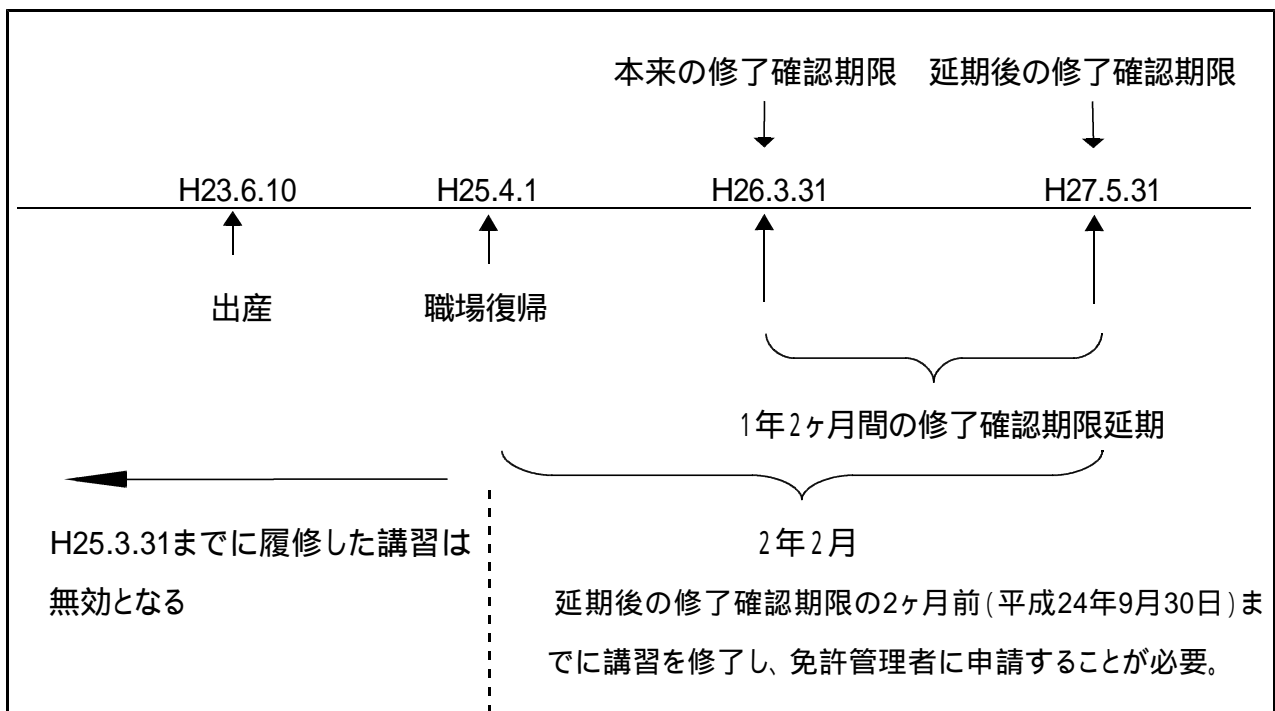 本来の修了確認期限 延期後の修了確認期限
H23.6.10 H25.4.1 H26.3.31 H27.5.31
出産 職場復帰
1年2ヶ月間の修了確認期限延期
H25.3.31までに履修した講習は
無効となる
2年2月
延期後の修了確認期限の2ヶ月前(平成24年9月30日)ま
でに講習を修了し、免許管理者に申請することが必要。